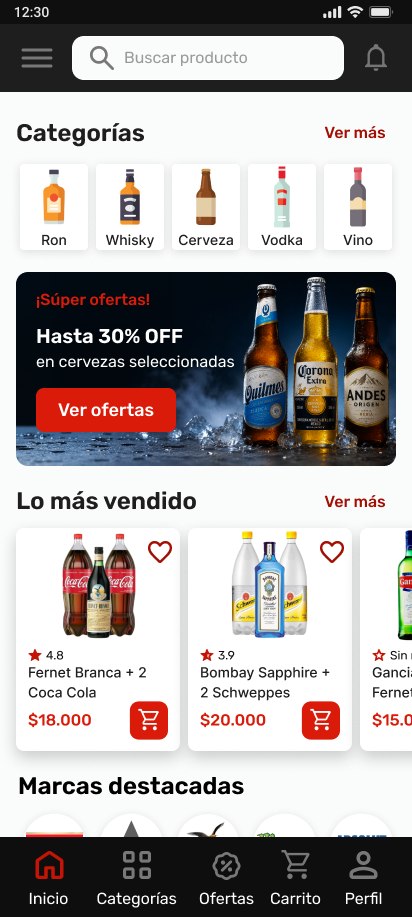 12:30
Buscar producto
Categorías
Ver más
Ron
Whisky
Cerveza
Vodka
Vino
¡Súper ofertas!
Hasta 30% OFF
en cervezas seleccionadas
Ver ofertas
Quilmes
Corona
Extra
ANDES
ORIGEN
Lo más vendido
Ver más
4.8
Fernet Branca + 2
Coca Cola
$18.000
3.9
Bombay Sapphire +
2 Schweppes
$20.000
Sin
Fernet
$15.0
Marcas destacadas
Inicio
Categorías
Ofertas
Carrito
Perfil